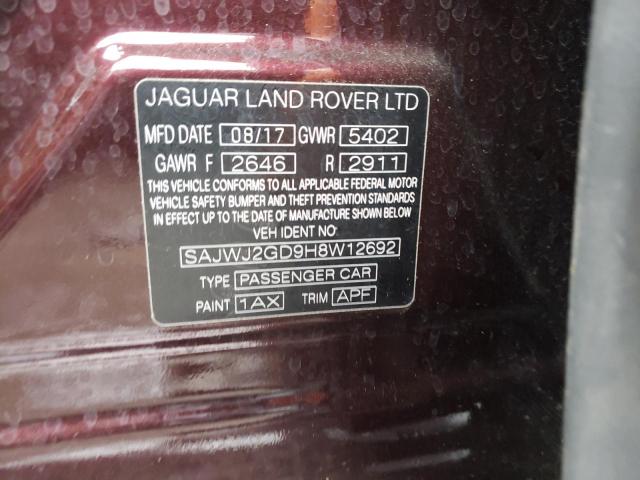 JAGUAR LAND ROVER LTD
MFD DATE 08/17 GVWR 5402
GAWR F 2646 R 2911
THIS VEHICLE CONFORMS TO ALL APPLICABLE FEDERAL MOTOR
VEHICLE SAFETY BUMPER AND THEFT PREVENTION STANDARDS
IN EFFECT UP TO THE DATE OF MANUFACTURE SHOWN BELOW
VEH IDENT NO:
SAJWJ2GD9H8W12692
TYPE PASSENGER CAR
PAINT 1AX TRIM APF